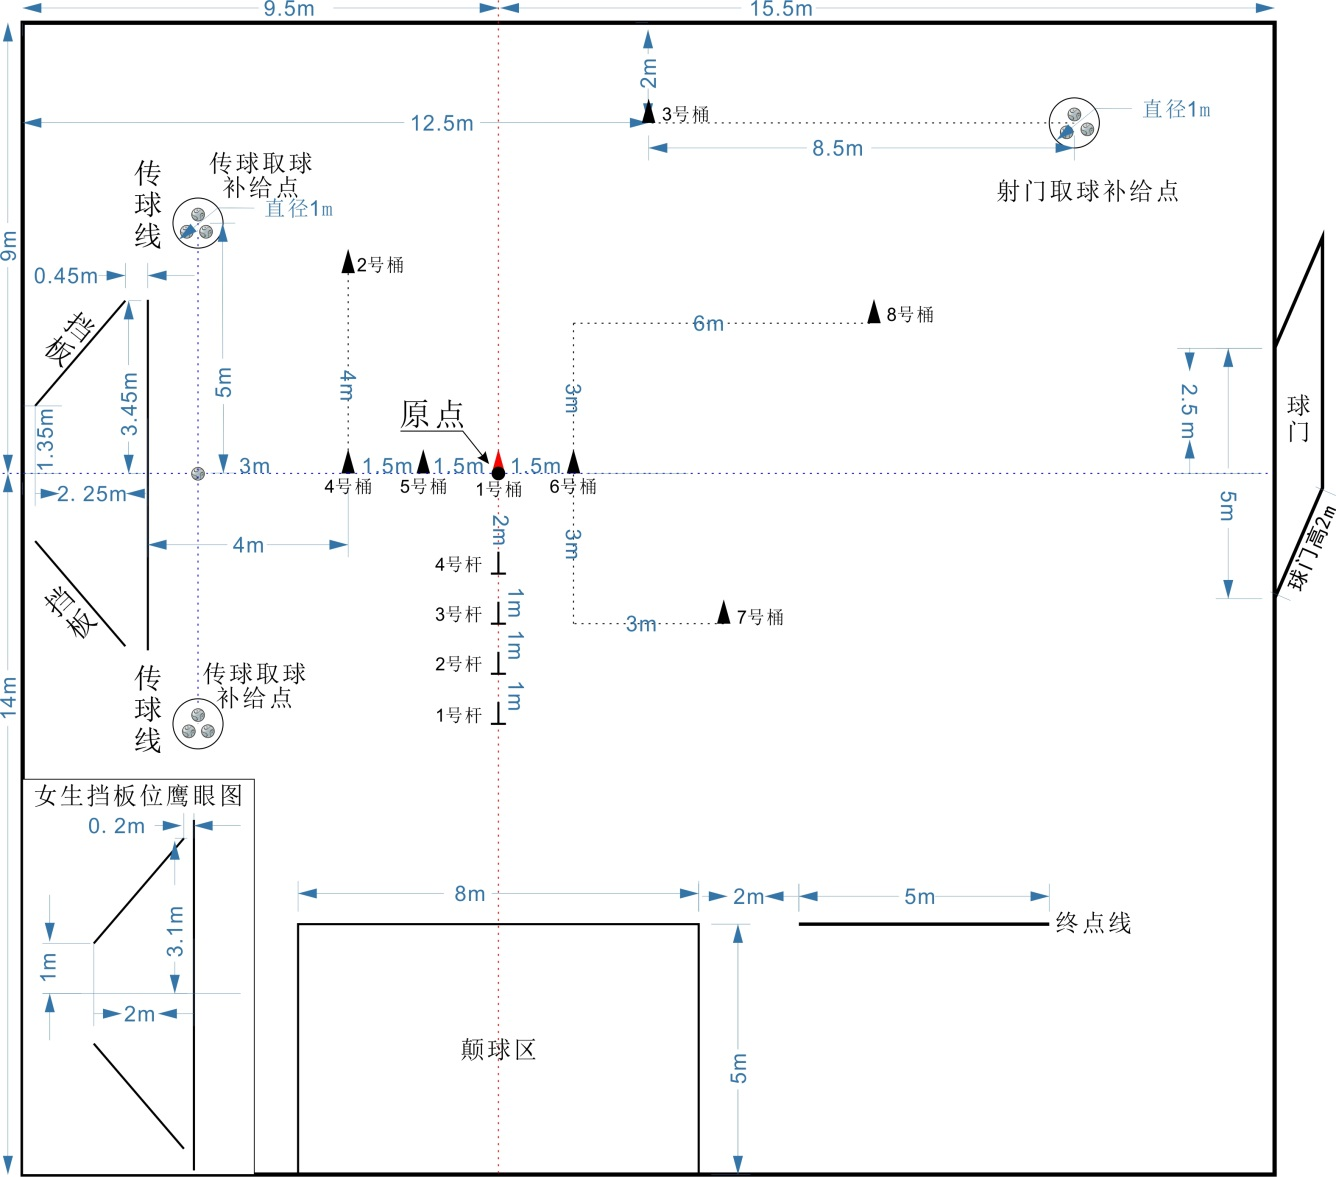 9.5m
15.5m
2m
3号桶
12.5m
8.5m
直径1m
射门取球补给点
传球取球
补给点
直径1m
传球线
9m
0.45m
2号桶
挡板
8号桶
6m
4m
3m
5m
3.45m
1.35m
原点
2.5m
球门
3m
1.5m
1.5m
1.5m
4号桶
5号桶
1号桶
6号桶
2.25m
4m
2m
3m
5m
球门高2m
4号杆
1m
3号杆
1m
2号杆
1m
1号杆
挡板
3m
7号桶
传球线
传球取球
补给点
14m
女生挡板位鹰眼图
0.2m
3.1m
1m
2m
8m
2m
5m
终点线
颠球区
5m